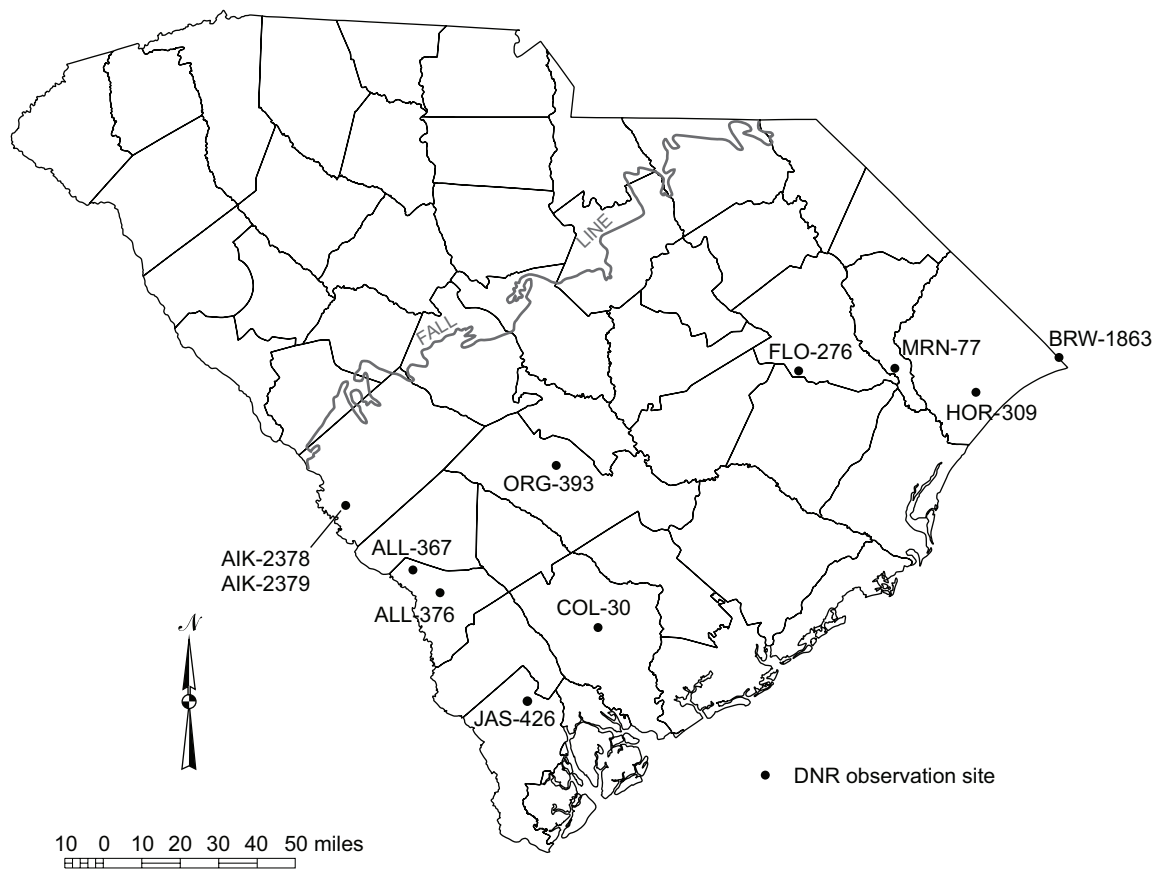 LINE
FALL
BRW-1863
FLO-276
MRN-77
HOR-309
ORG-393
AIK-2378
AIK-2379
ALL-367
ALL-376
COL-30
JAS-426
N
DNR observation site
10 0 10 20 30 40 50 miles